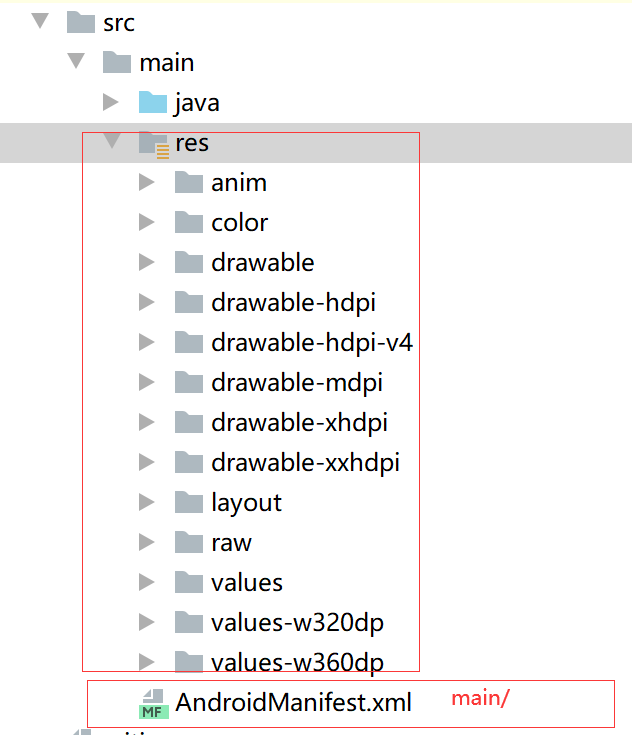 src
main
java
res
anim
color
drawable
drawable-hdpi
drawable-hdpi-v4
drawable-mdpi
drawable-xhdpi
drawable-xxhdpi
layout
raw
values
values-w320dp
values-w360dp
MF AndroidManifest.xml main/